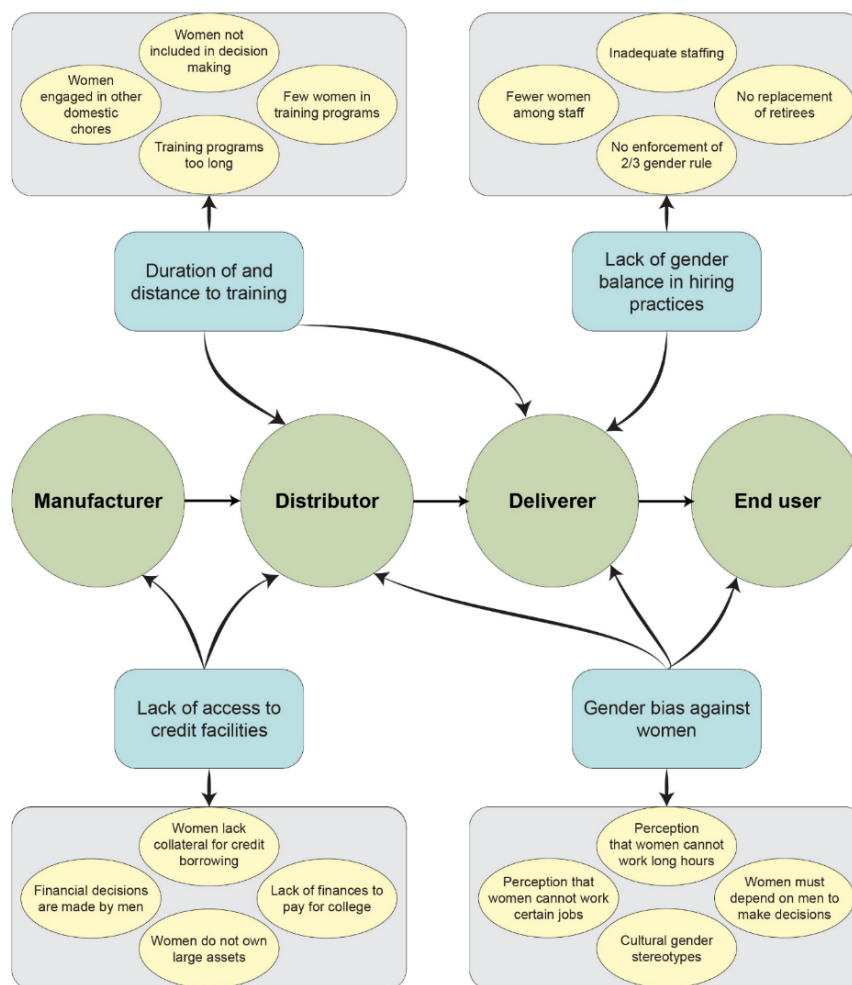 Women not
included in decision
making
Women
engaged in other
domestic
chores
Few women in
training programs
Training programs
too long
Inadequate staffing
Fewer women
among staff
No replacement
of retirees
No enforcement of
2/3 gender rule
Duration of and
distance to training
Lack of gender
balance in hiring
practices
Manufacturer
Distributor
Deliverer
End user
Lack of access to
credit facilities
Gender bias against
women
Women lack
collateral for credit
borrowing
Financial decisions
are made by men
Lack of finances to
pay for college
Women do not own
large assets
Perception
that women cannot
work long hours
Perception that
women cannot work
certain jobs
Women must
depend on men to
make decisions
Cultural gender
stereotypes